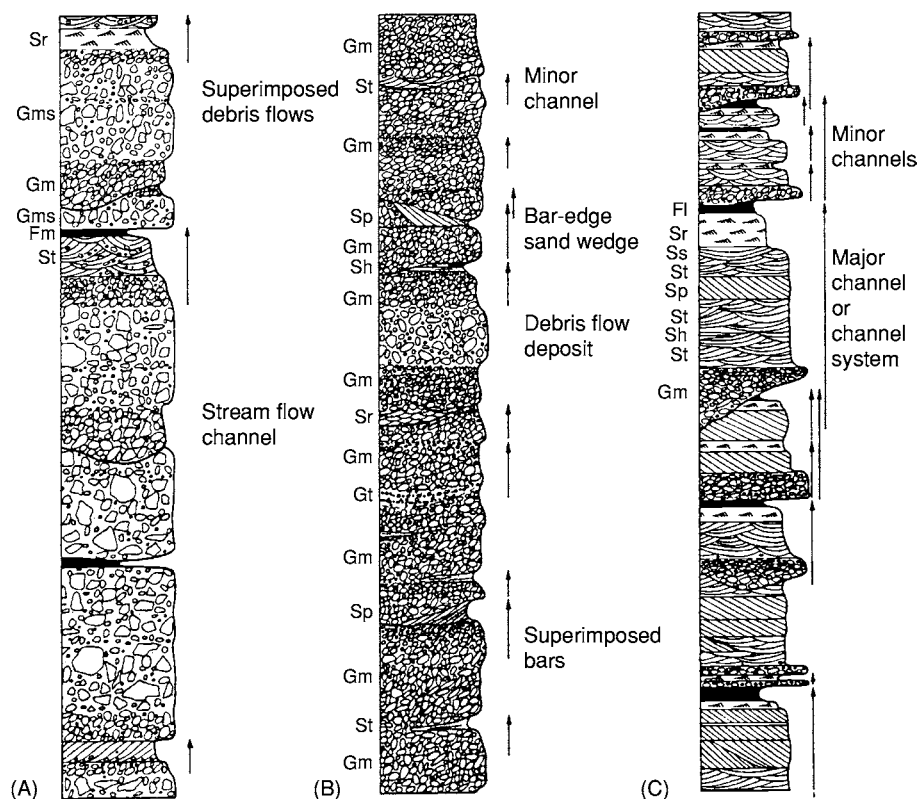 Sr
Gms
Gm
Gms
Fm
St
Superimposed
debris flows
Stream flow
channel
(A)
Gm
St
Gm
Sp
Gm
Sh
Gm
Gm
Sr
Gm
Gt
Gm
Sp
Gm
St
Gm
Minor
channel
Bar-edge
sand wedge
Debris flow
deposit
Superimposed
bars
(B)
Fl
Sr
Ss
St
Sp
St
Sh
St
Gm
Minor
channels
Major
channel
or
channel
system
(C)